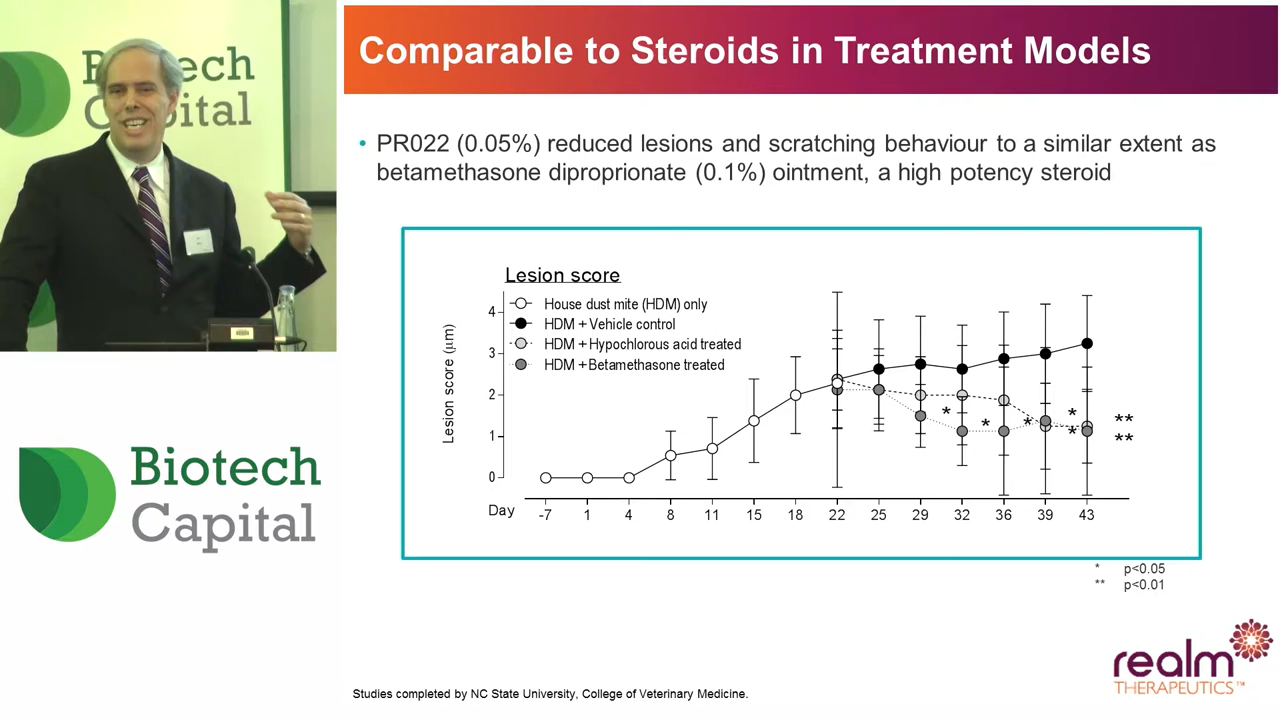 Biotech
Capital
Comparable to Steroids in Treatment Models
• PR022 (0.05%) reduced lesions and scratching behaviour to a similar extent as
betamethasone diproprionate (0.1%) ointment, a high potency steroid
Lesion score
House dust mite (HDM) only
HDM + Vehicle control
HDM + Hypochlorous acid treated
HDM + Betamethasone treated
Lesion score (µm)
4
3
2
1
0
* * * * *
**
**
Day -7 1 4 8 11 15 18 22 25 29 32 36 39 43
* p<0.05
** p<0.01
Biotech
Capital
realm
THERAPEUTICS™
Studies completed by NC State University, College of Veterinary Medicine.